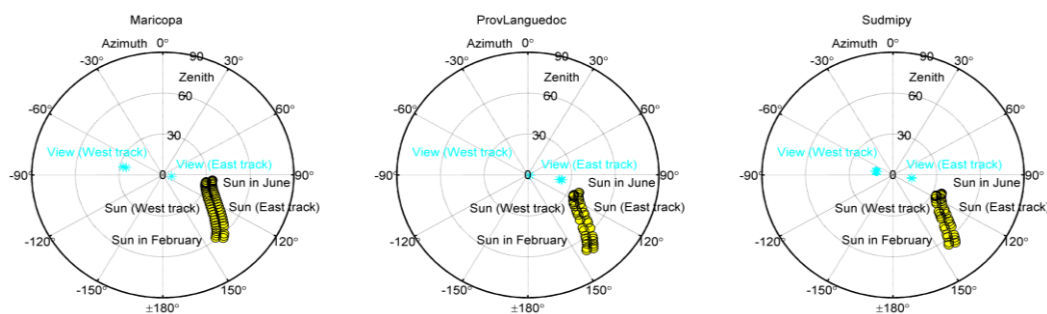 Maricopa
Azimuth 0°
90
-30°
30°
Zenith
60
-60°
60°
30
View (West track)
View (East track)
-90°
0
90°
Sun in June
Sun (West track)
Sun (East track)
-120°
Sun in February
120°
-150°
150°
±180°
ProvLanguedoc
Azimuth 0°
90
-30°
30°
Zenith
60
-60°
60°
30
View (West track)
View (East track)
-90°
0
90°
Sun in June
Sun (West track)
Sun (East track)
-120°
Sun in February
120°
-150°
150°
±180°
Sudmipy
Azimuth 0°
90
-30°
30°
Zenith
60
-60°
60°
30
View (West track)
View (East track)
-90°
0
90°
Sun in June
Sun (West track)
Sun (East track)
-120°
Sun in February
120°
-150°
150°
±180°